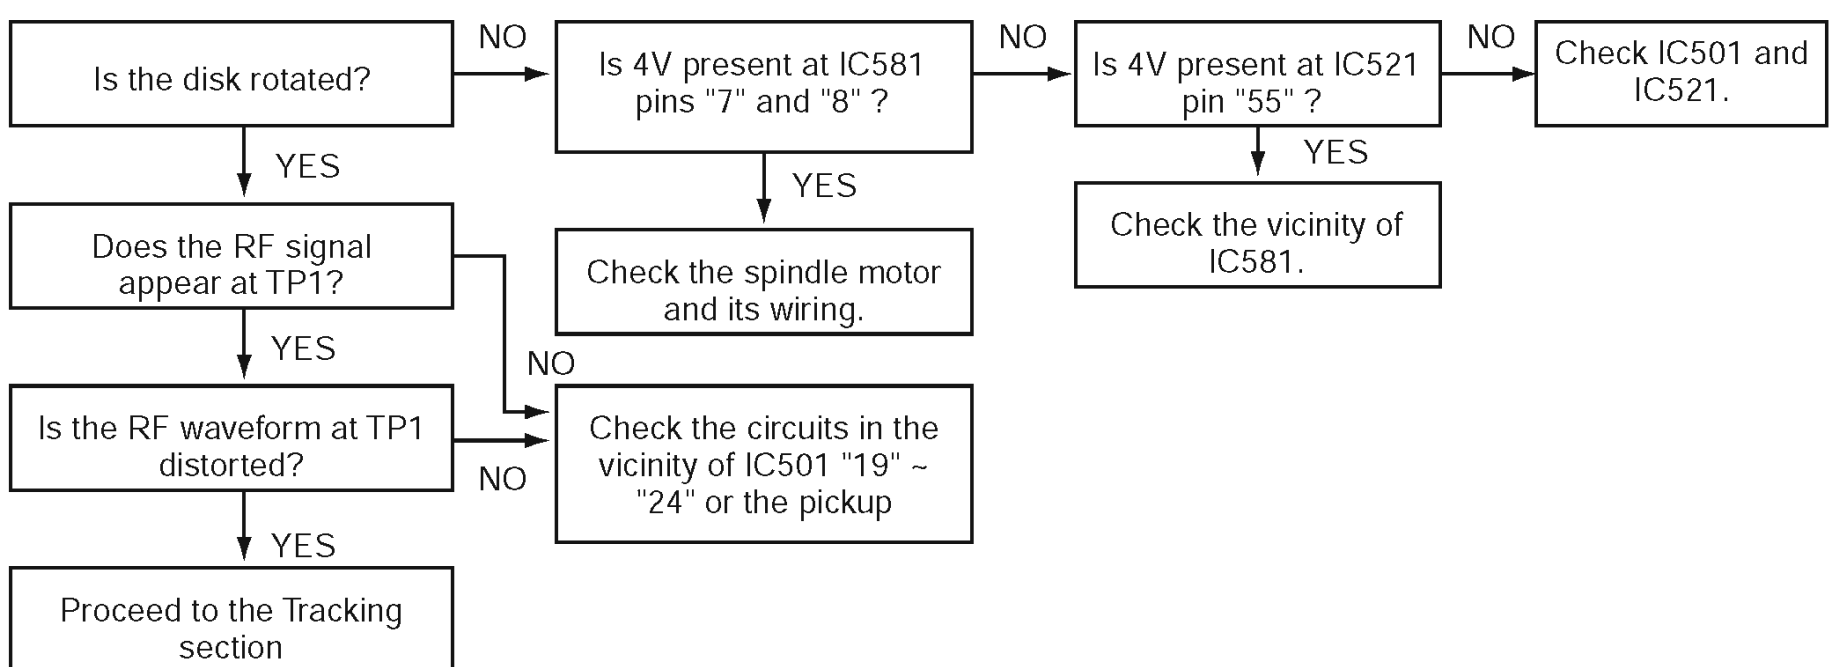 Is the disk rotated?
NO
Is 4V present at IC581
pins "7" and "8" ?
NO
Is 4V present at IC521
pin "55" ?
NO
Check IC501 and
IC521.
YES
YES
YES
Does the RF signal
appear at TP1?
Check the spindle motor
and its wiring.
Check the vicinity of
IC581.
YES
NO
Is the RF waveform at TP1
distorted?
NO
Check the circuits in the
vicinity of IC501 "19" ~
"24" or the pickup
YES
Proceed to the Tracking
section